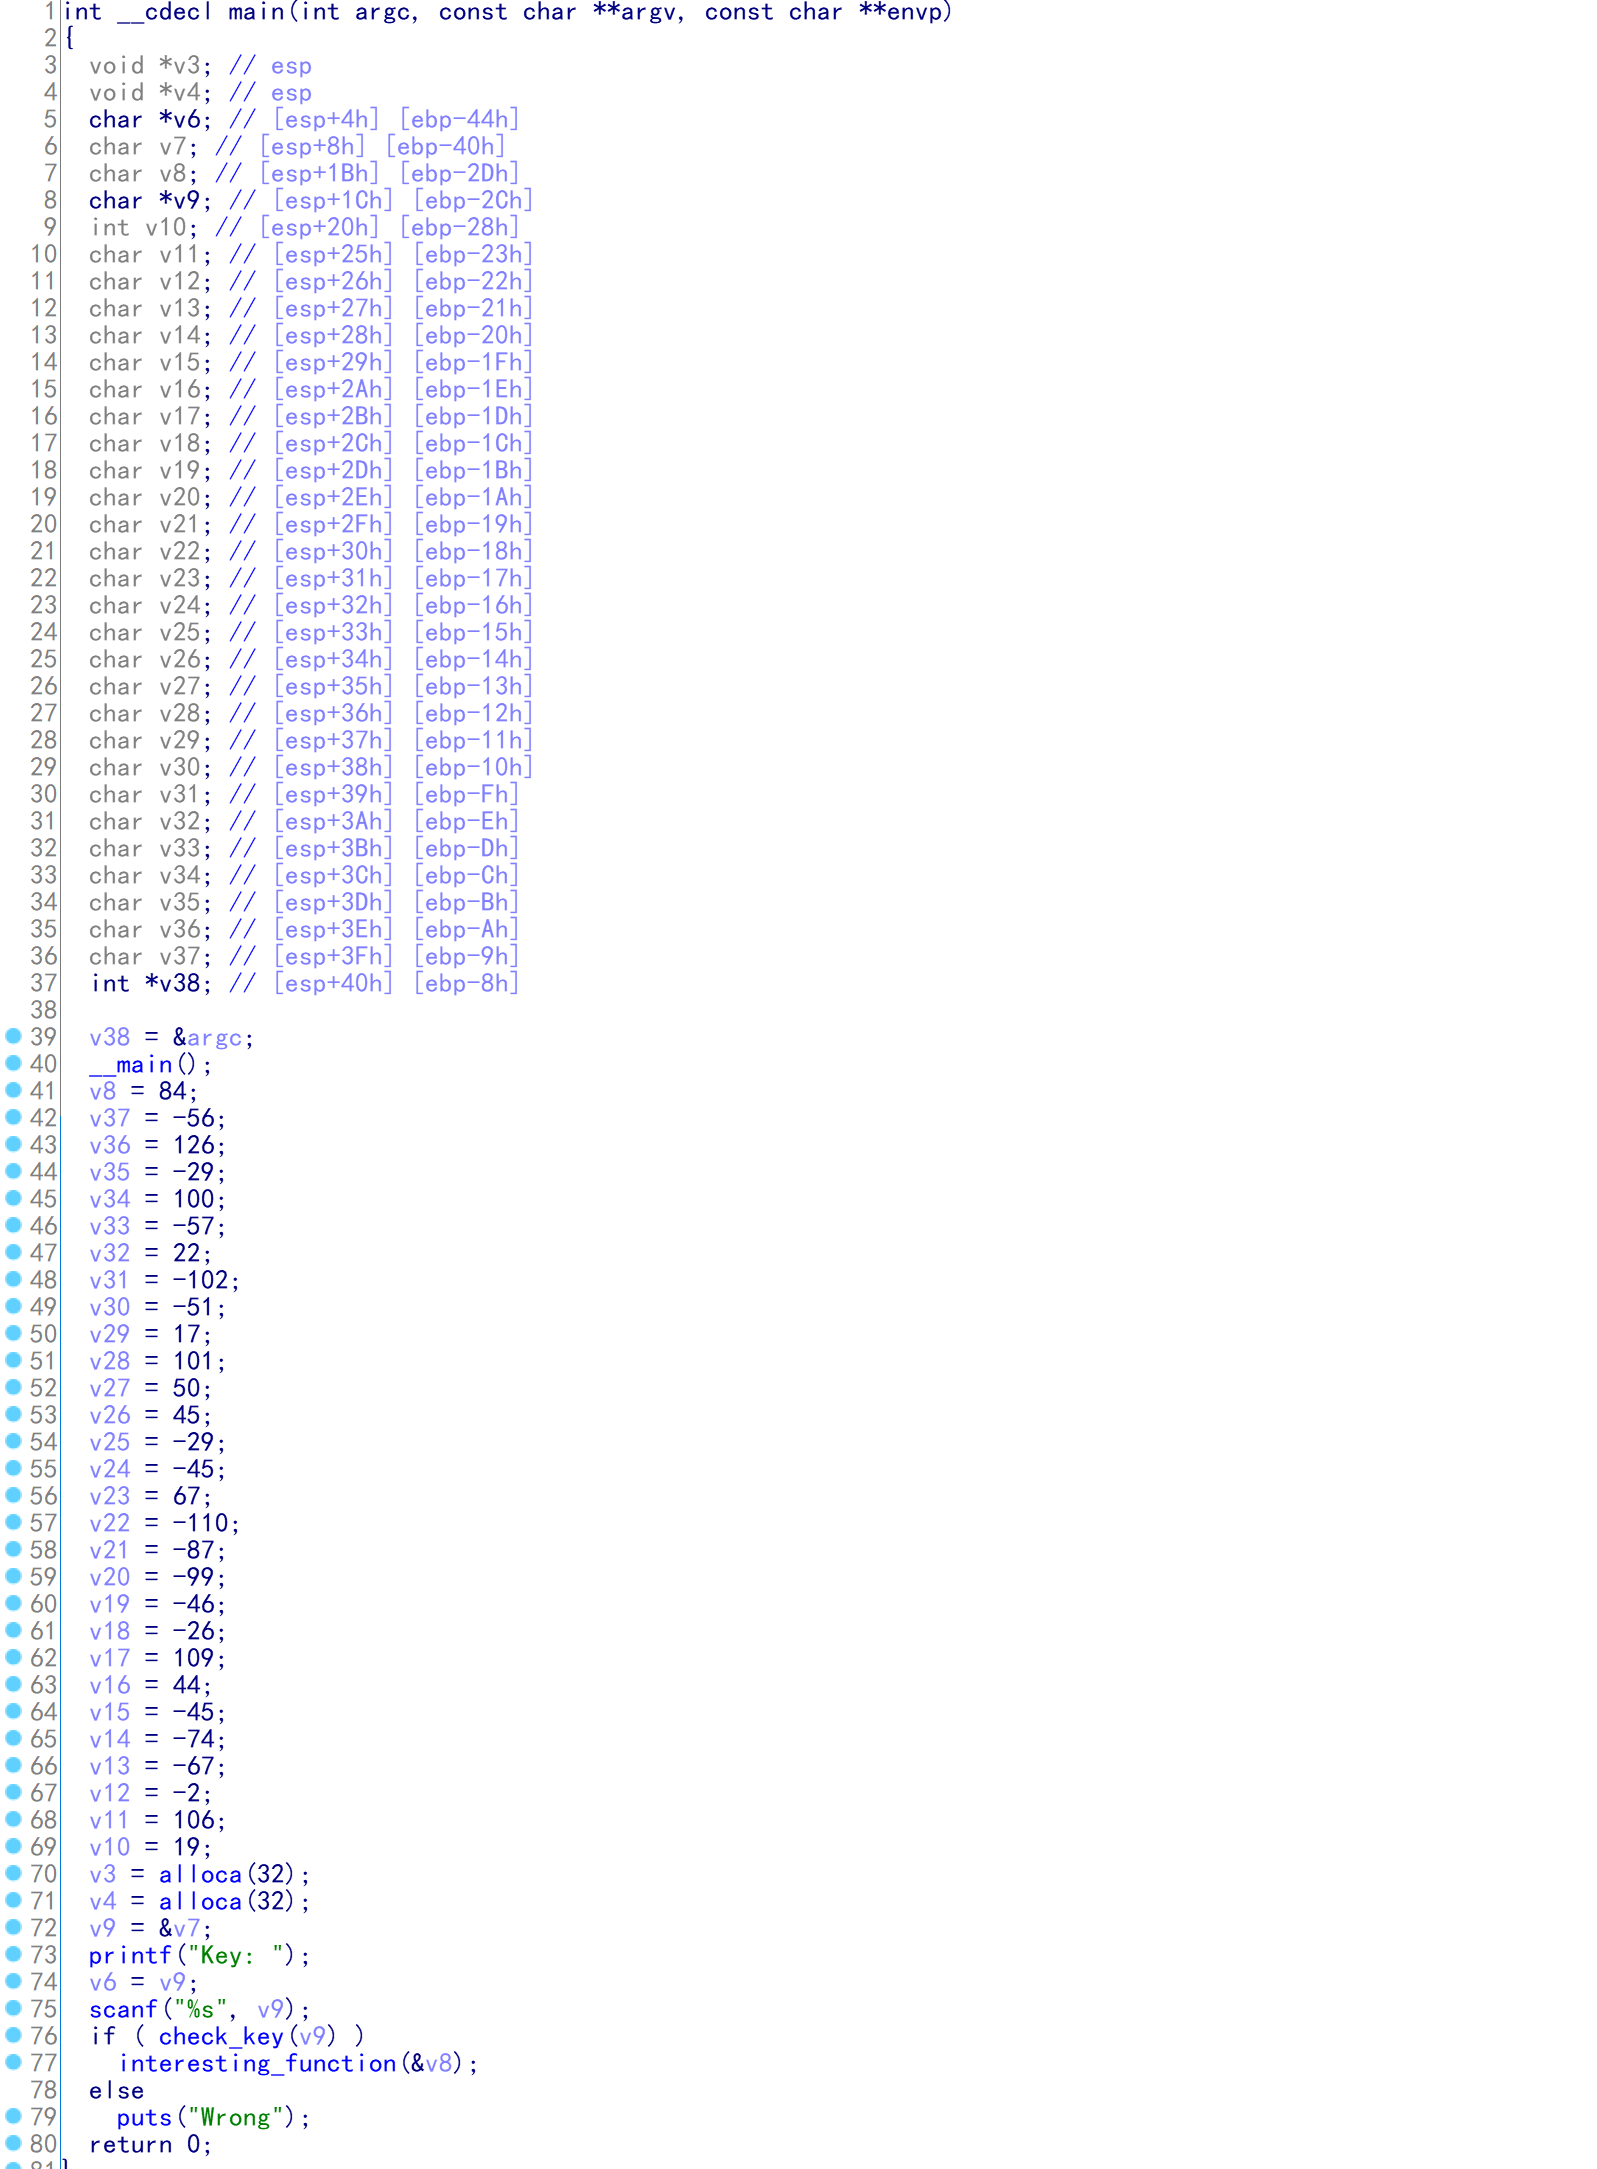 1 int __cdecl main(int argc, const char **argv, const char **envp)
2 {
3 void *v3; // esp
4 void *v4; // esp
5 char *v6; // [esp+4h] [ebp-44h]
6 char v7; // [esp+8h] [ebp-40h]
7 char v8; // [esp+1Bh] [ebp-2Dh]
8 char *v9; // [esp+1Ch] [ebp-2Ch]
9 int v10; // [esp+20h] [ebp-28h]
10 char v11; // [esp+25h] [ebp-23h]
11 char v12; // [esp+26h] [ebp-22h]
12 char v13; // [esp+27h] [ebp-21h]
13 char v14; // [esp+28h] [ebp-20h]
14 char v15; // [esp+29h] [ebp-1Fh]
15 char v16; // [esp+2Ah] [ebp-1Eh]
16 char v17; // [esp+2Bh] [ebp-1Dh]
17 char v18; // [esp+2Ch] [ebp-1Ch]
18 char v19; // [esp+2Dh] [ebp-1Bh]
19 char v20; // [esp+2Eh] [ebp-1Ah]
20 char v21; // [esp+2Fh] [ebp-19h]
21 char v22; // [esp+30h] [ebp-18h]
22 char v23; // [esp+31h] [ebp-17h]
23 char v24; // [esp+32h] [ebp-16h]
24 char v25; // [esp+33h] [ebp-15h]
25 char v26; // [esp+34h] [ebp-14h]
26 char v27; // [esp+35h] [ebp-13h]
27 char v28; // [esp+36h] [ebp-12h]
28 char v29; // [esp+37h] [ebp-11h]
29 char v30; // [esp+38h] [ebp-10h]
30 char v31; // [esp+39h] [ebp-Fh]
31 char v32; // [esp+3Ah] [ebp-Eh]
32 char v33; // [esp+3Bh] [ebp-Dh]
33 char v34; // [esp+3Ch] [ebp-Ch]
34 char v35; // [esp+3Dh] [ebp-Bh]
35 char v36; // [esp+3Eh] [ebp-Ah]
36 char v37; // [esp+3Fh] [ebp-9h]
37 int *v38; // [esp+40h] [ebp-8h]
38
39 v38 = &argc;
40 __main();
41 v8 = 84;
42 v37 = -56;
43 v36 = 126;
44 v35 = -29;
45 v34 = 100;
46 v33 = -57;
47 v32 = 22;
48 v31 = -102;
49 v30 = -51;
50 v29 = 17;
51 v28 = 101;
52 v27 = 50;
53 v26 = 45;
54 v25 = -29;
55 v24 = -45;
56 v23 = 67;
57 v22 = -110;
58 v21 = -87;
59 v20 = -99;
60 v19 = -46;
61 v18 = -26;
62 v17 = 109;
63 v16 = 44;
64 v15 = -45;
65 v14 = -74;
66 v13 = -67;
67 v12 = -2;
68 v11 = 106;
69 v10 = 19;
70 v3 = alloca(32);
71 v4 = alloca(32);
72 v9 = &v7;
73 printf("Key: ");
74 v6 = v9;
75 scanf("%s", v9);
76 if ( check_key(v9) )
77 interesting_function(&v8);
78 else
79 puts("Wrong");
80 return 0;
81 }